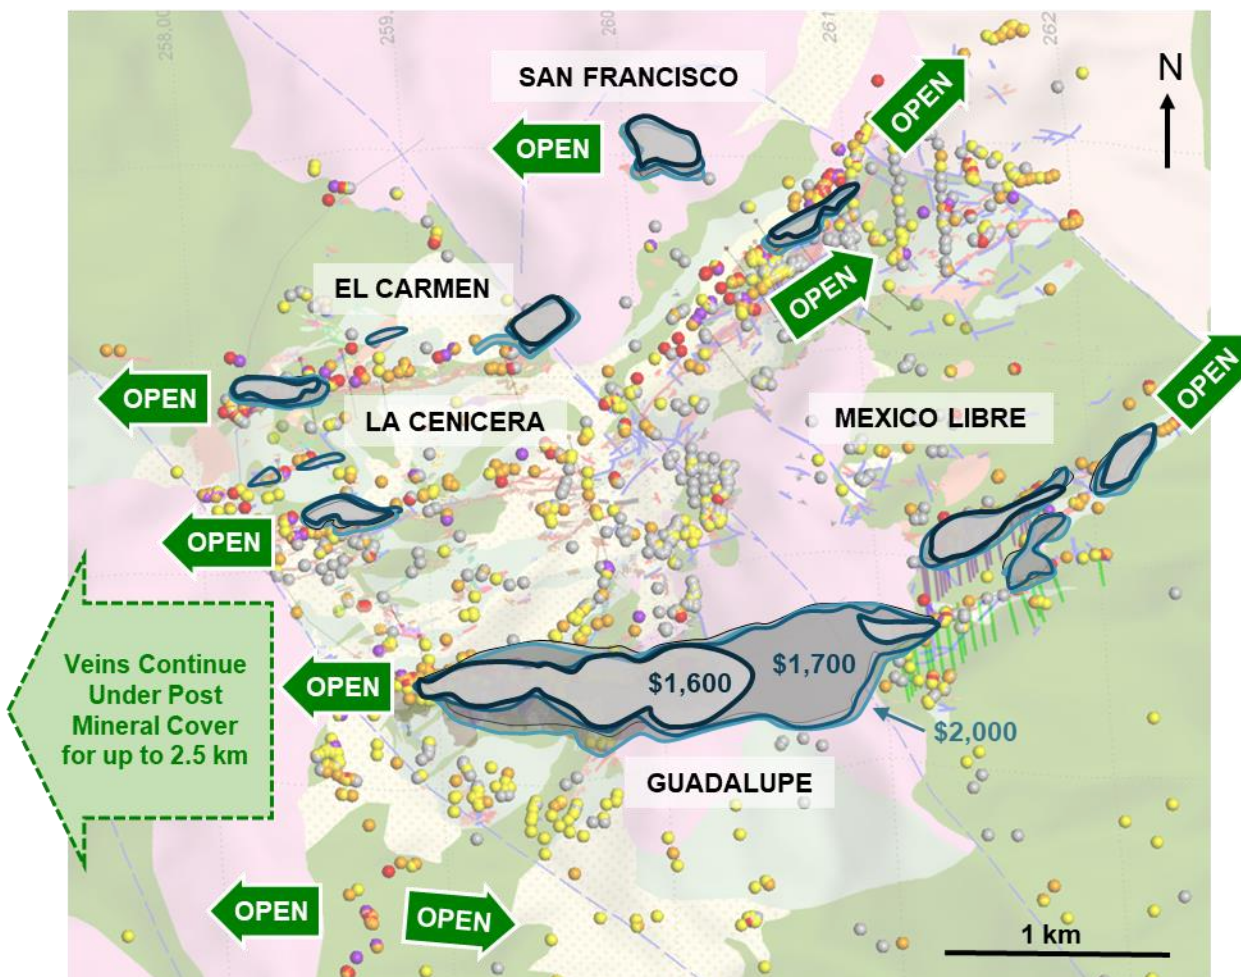 258,00
259,
260
261
262
SAN FRANCISCO
N
OPEN
OPEN
OPEN
EL CARMEN
OPEN
OPEN
LA CENICERA
MEXICO LIBRE
OPEN
Veins Continue
Under Post
Mineral Cover
for up to 2.5 km
OPEN
$1,600
$1,700
$2,000
GUADALUPE
OPEN
OPEN
1 km